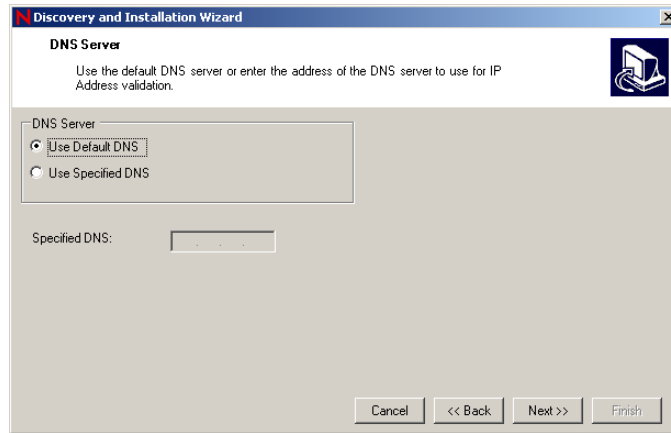 Discovery and Installation Wizard
DNS Server
Use the default DNS server or enter the address of the DNS server to use for IP
Address validation.
DNS Server
Use Default DNS
Use Specified DNS
Specified DNS:
. . .
Cancel
<< Back
Next >>
Finish